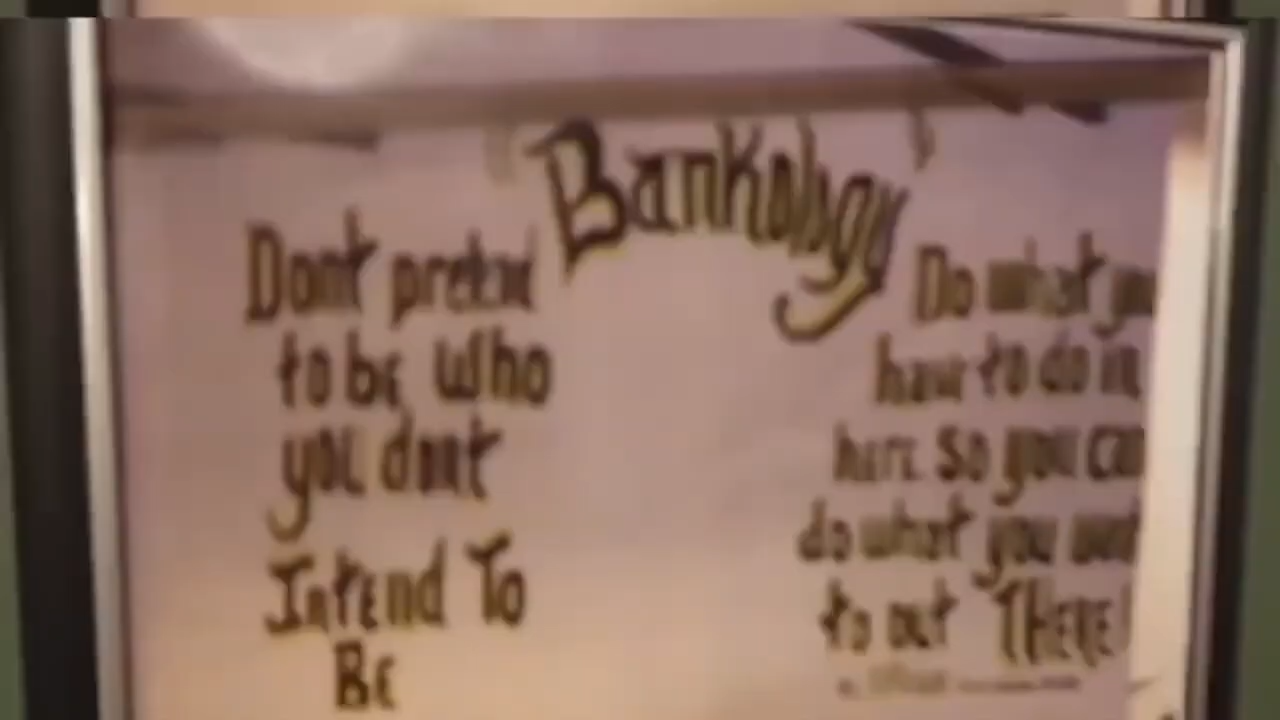 Bankology
Dont pretend
to be who
you dont
Intend To
Be
Do what you
have to do in
here so you can
do what you want
to out THERE!